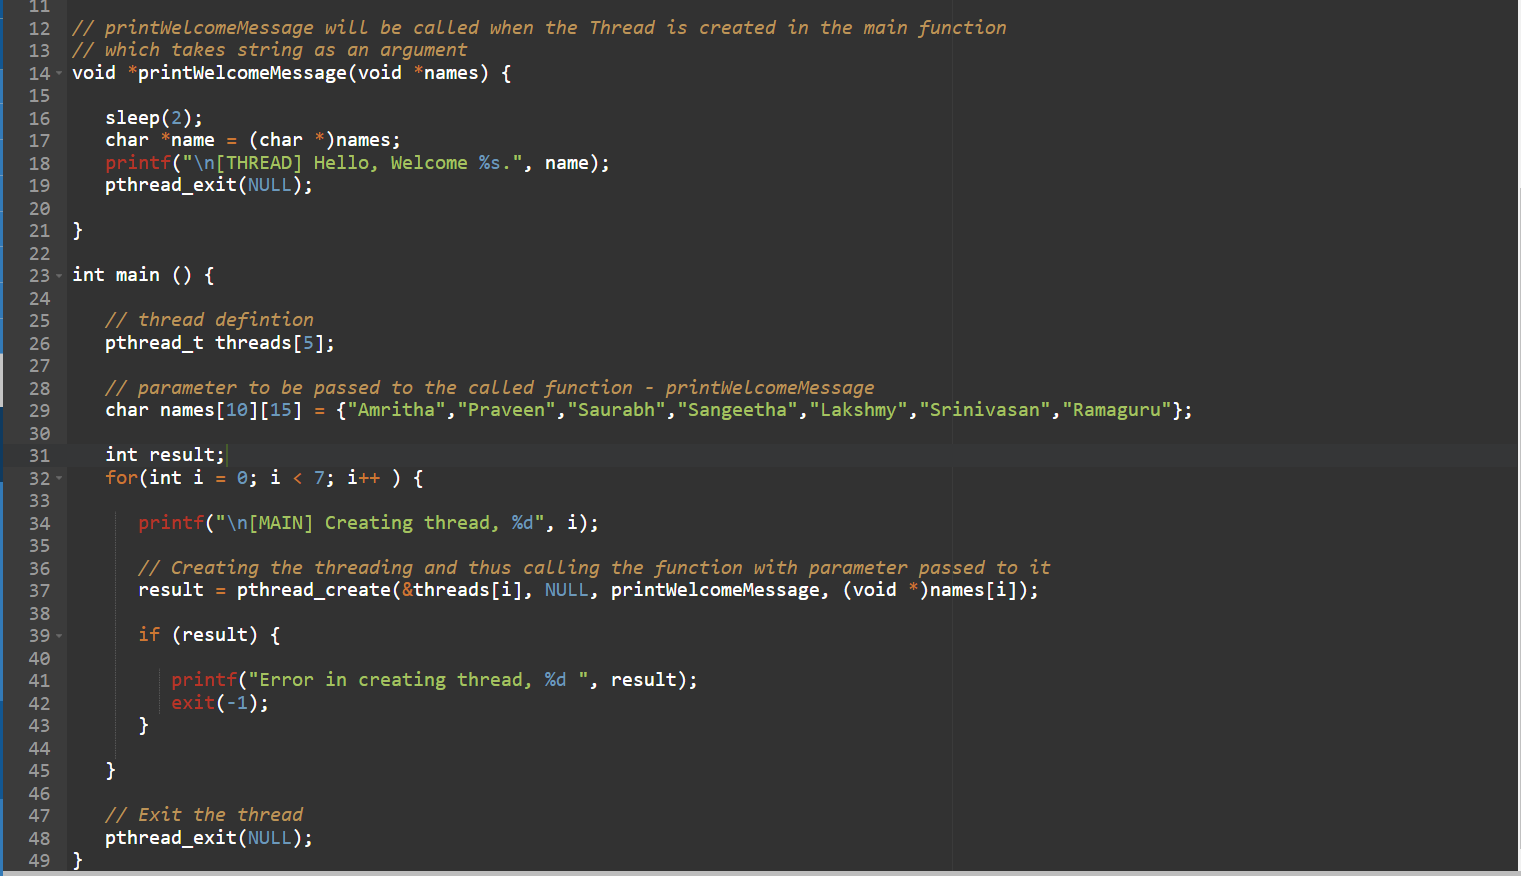 11
12 // printWelcomeMessage will be called when the Thread is created in the main function
13 // which takes string as an argument
14 void *printWelcomeMessage(void *names) {
15
16    sleep(2);
17    char *name = (char *)names;
18    printf("\n[THREAD] Hello, Welcome %s.", name);
19    pthread_exit(NULL);
20
21 }
22
23 int main () {
24
25    // thread defintion
26    pthread_t threads[5];
27
28    // parameter to be passed to the called function - printWelcomeMessage
29    char names[10][15] = {"Amritha","Praveen","Saurabh","Sangeetha","Lakshmy","Srinivasan","Ramaguru"};
30
31    int result;
32    for(int i = 0; i < 7; i++ ) {
33
34       printf("\n[MAIN] Creating thread, %d", i);
35
36       // Creating the threading and thus calling the function with parameter passed to it
37       result = pthread_create(&threads[i], NULL, printWelcomeMessage, (void *)names[i]);
38
39       if (result) {
40
41          printf("Error in creating thread, %d ", result);
42          exit(-1);
43       }
44
45    }
46
47    // Exit the thread
48    pthread_exit(NULL);
49 }